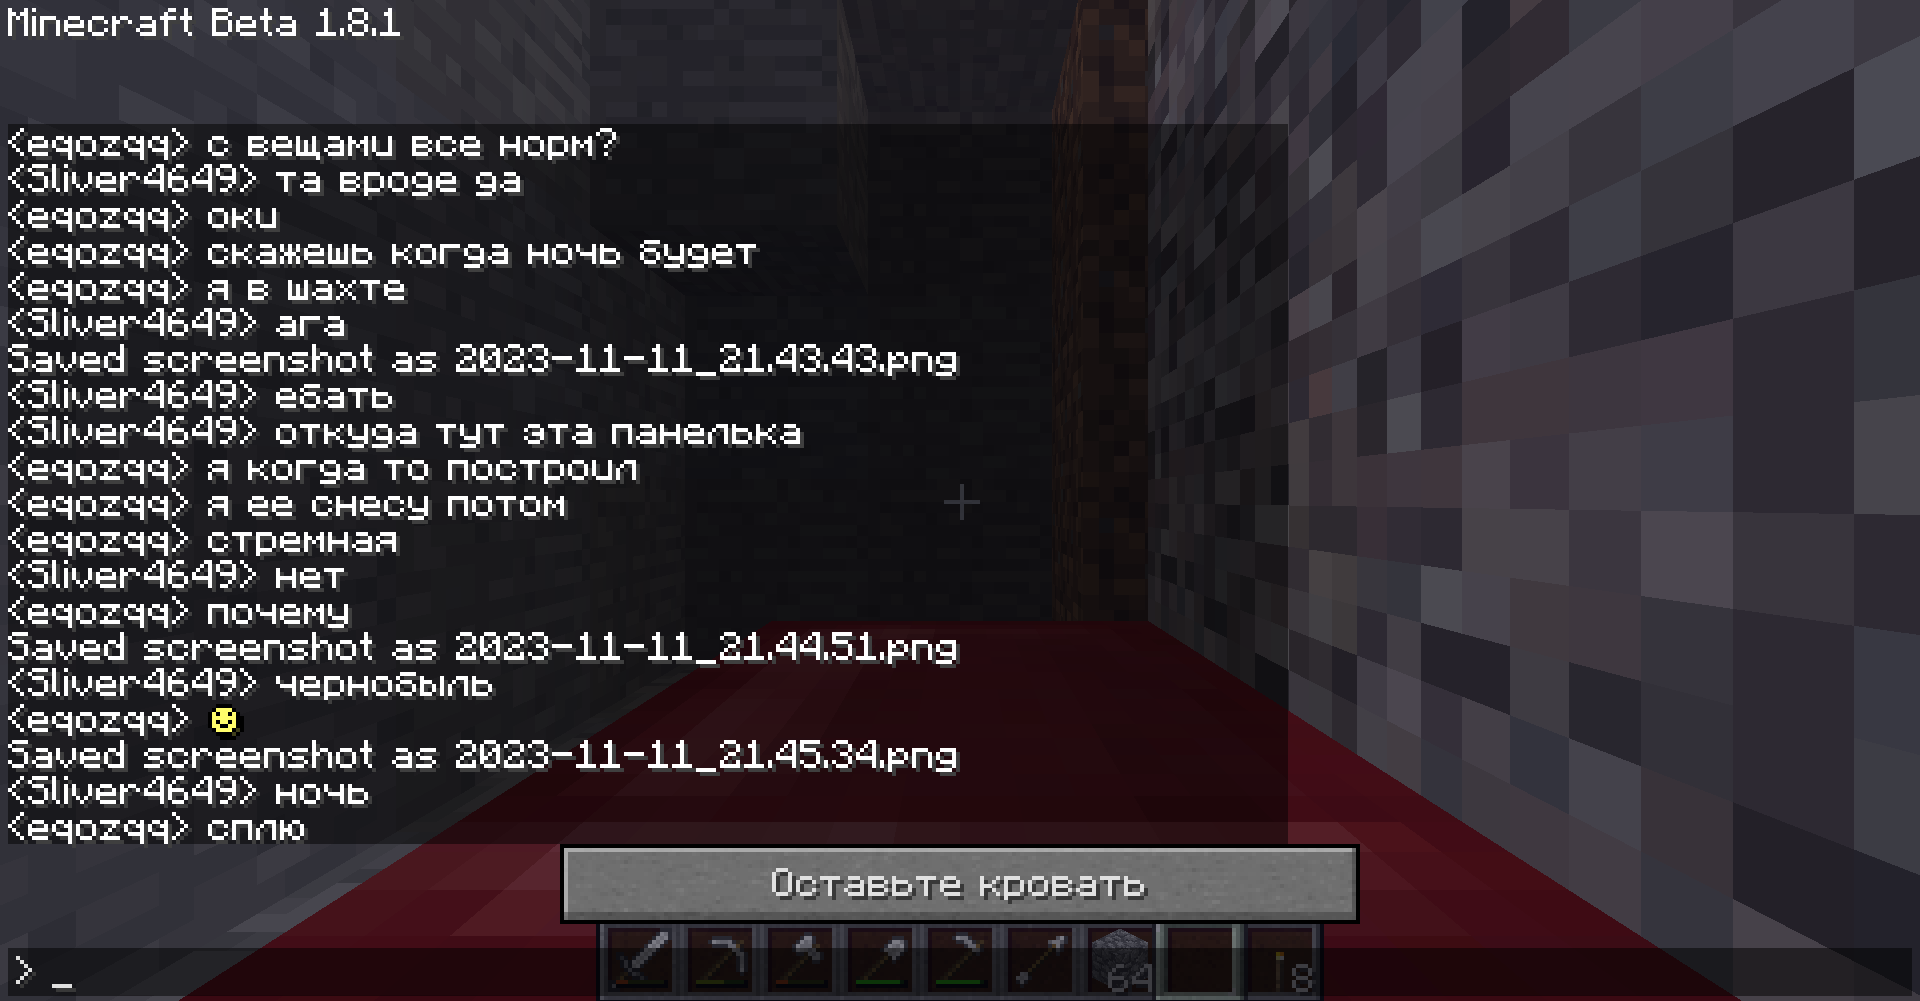 Minecraft Beta 1.8.1
<eqozqq> с вещами все норм?
<Sliver4649> та вроде да
<eqozqq> оки
<eqozqq> скажешь когда ночь будет
<eqozqq> я в шахте
<Sliver4649> ага
Saved screenshot as 2023-11-11_21.43.43.png
<Sliver4649> ебать
<Sliver4649> откуда тут эта панелька
<eqozqq> я когда то построил
<eqozqq> я ее снесу потом
<eqozqq> стремная
<Sliver4649> нет
<eqozqq> почему
Saved screenshot as 2023-11-11_21.44.51.png
<Sliver4649> чернобыль
<eqozqq> ☻
Saved screenshot as 2023-11-11_21.45.34.png
<Sliver4649> ночь
<eqozqq> сплю
Оставьте кровать
64 8
> _